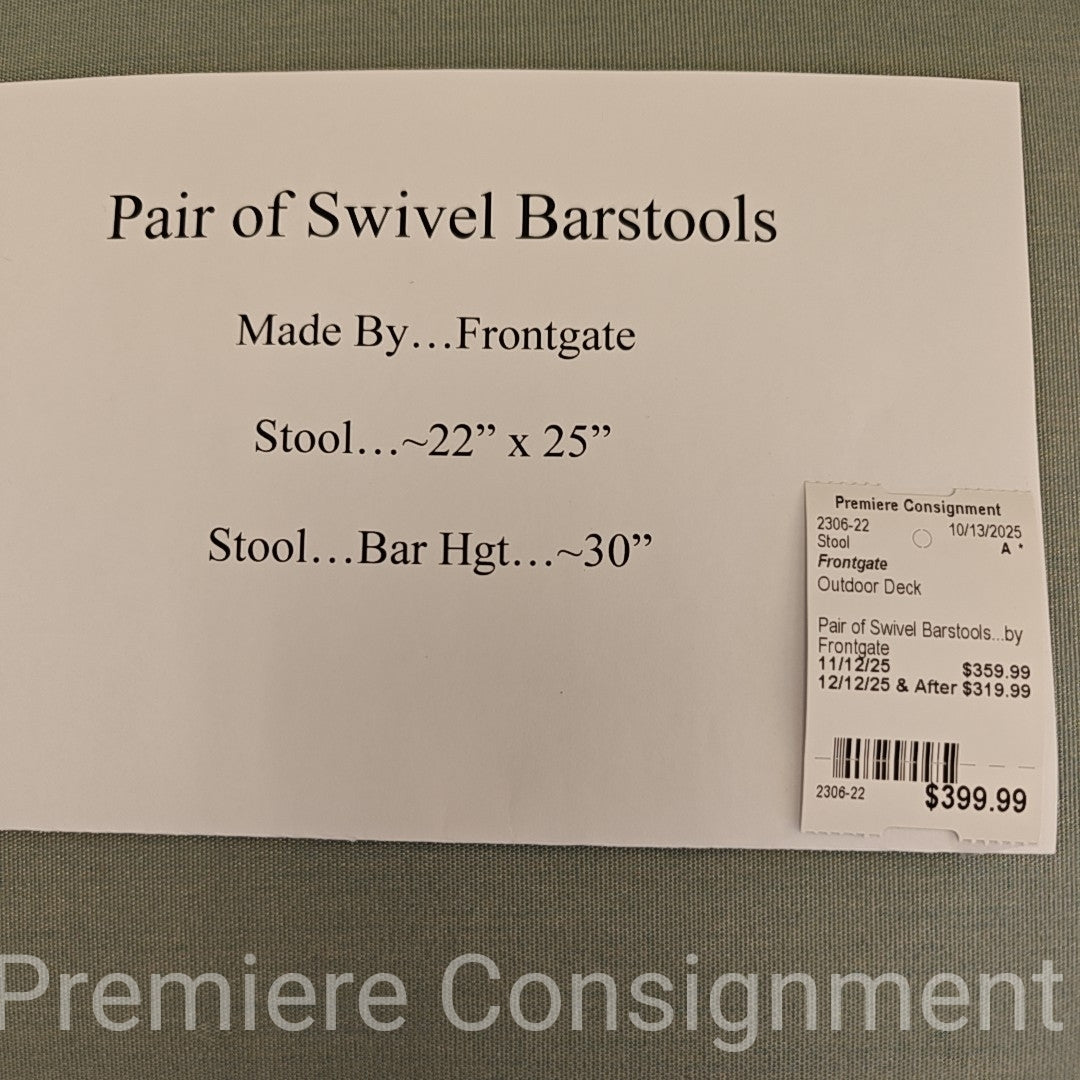 Pair of Swivel Barstools
Made By…Frontgate
Stool…~22” x 25”
Stool…Bar Hgt…~30”
Premiere Consignment
2306-22 10/13/2025
Stool A *
Frontgate
Outdoor Deck
Pair of Swivel Barstools...by
Frontgate
11/12/25 $359.99
12/12/25 & After $319.99
2306-22 $399.99
Premiere Consignment